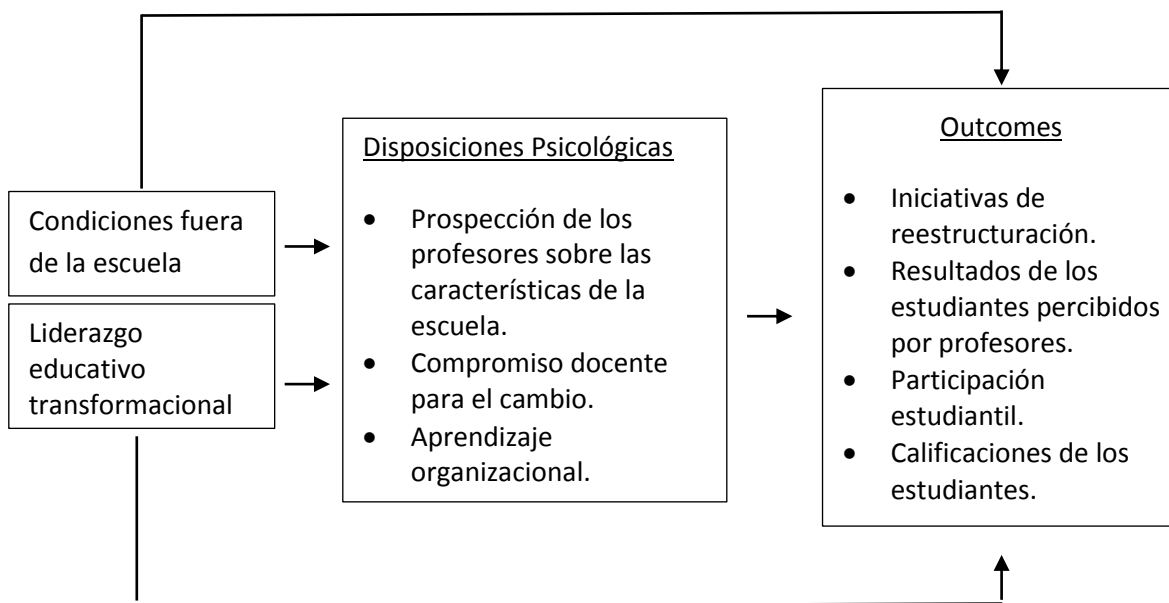 Condiciones fuera
de la escuela
Liderazgo
educativo
transformacional
Disposiciones Psicológicas
• Prospección de los
profesores sobre las
características de la
escuela.
• Compromiso docente
para el cambio.
• Aprendizaje
organizacional.
Outcomes
• Iniciativas de
reestructuración.
• Resultados de los
estudiantes percibidos
por profesores.
• Participación
estudiantil.
• Calificaciones de los
estudiantes.